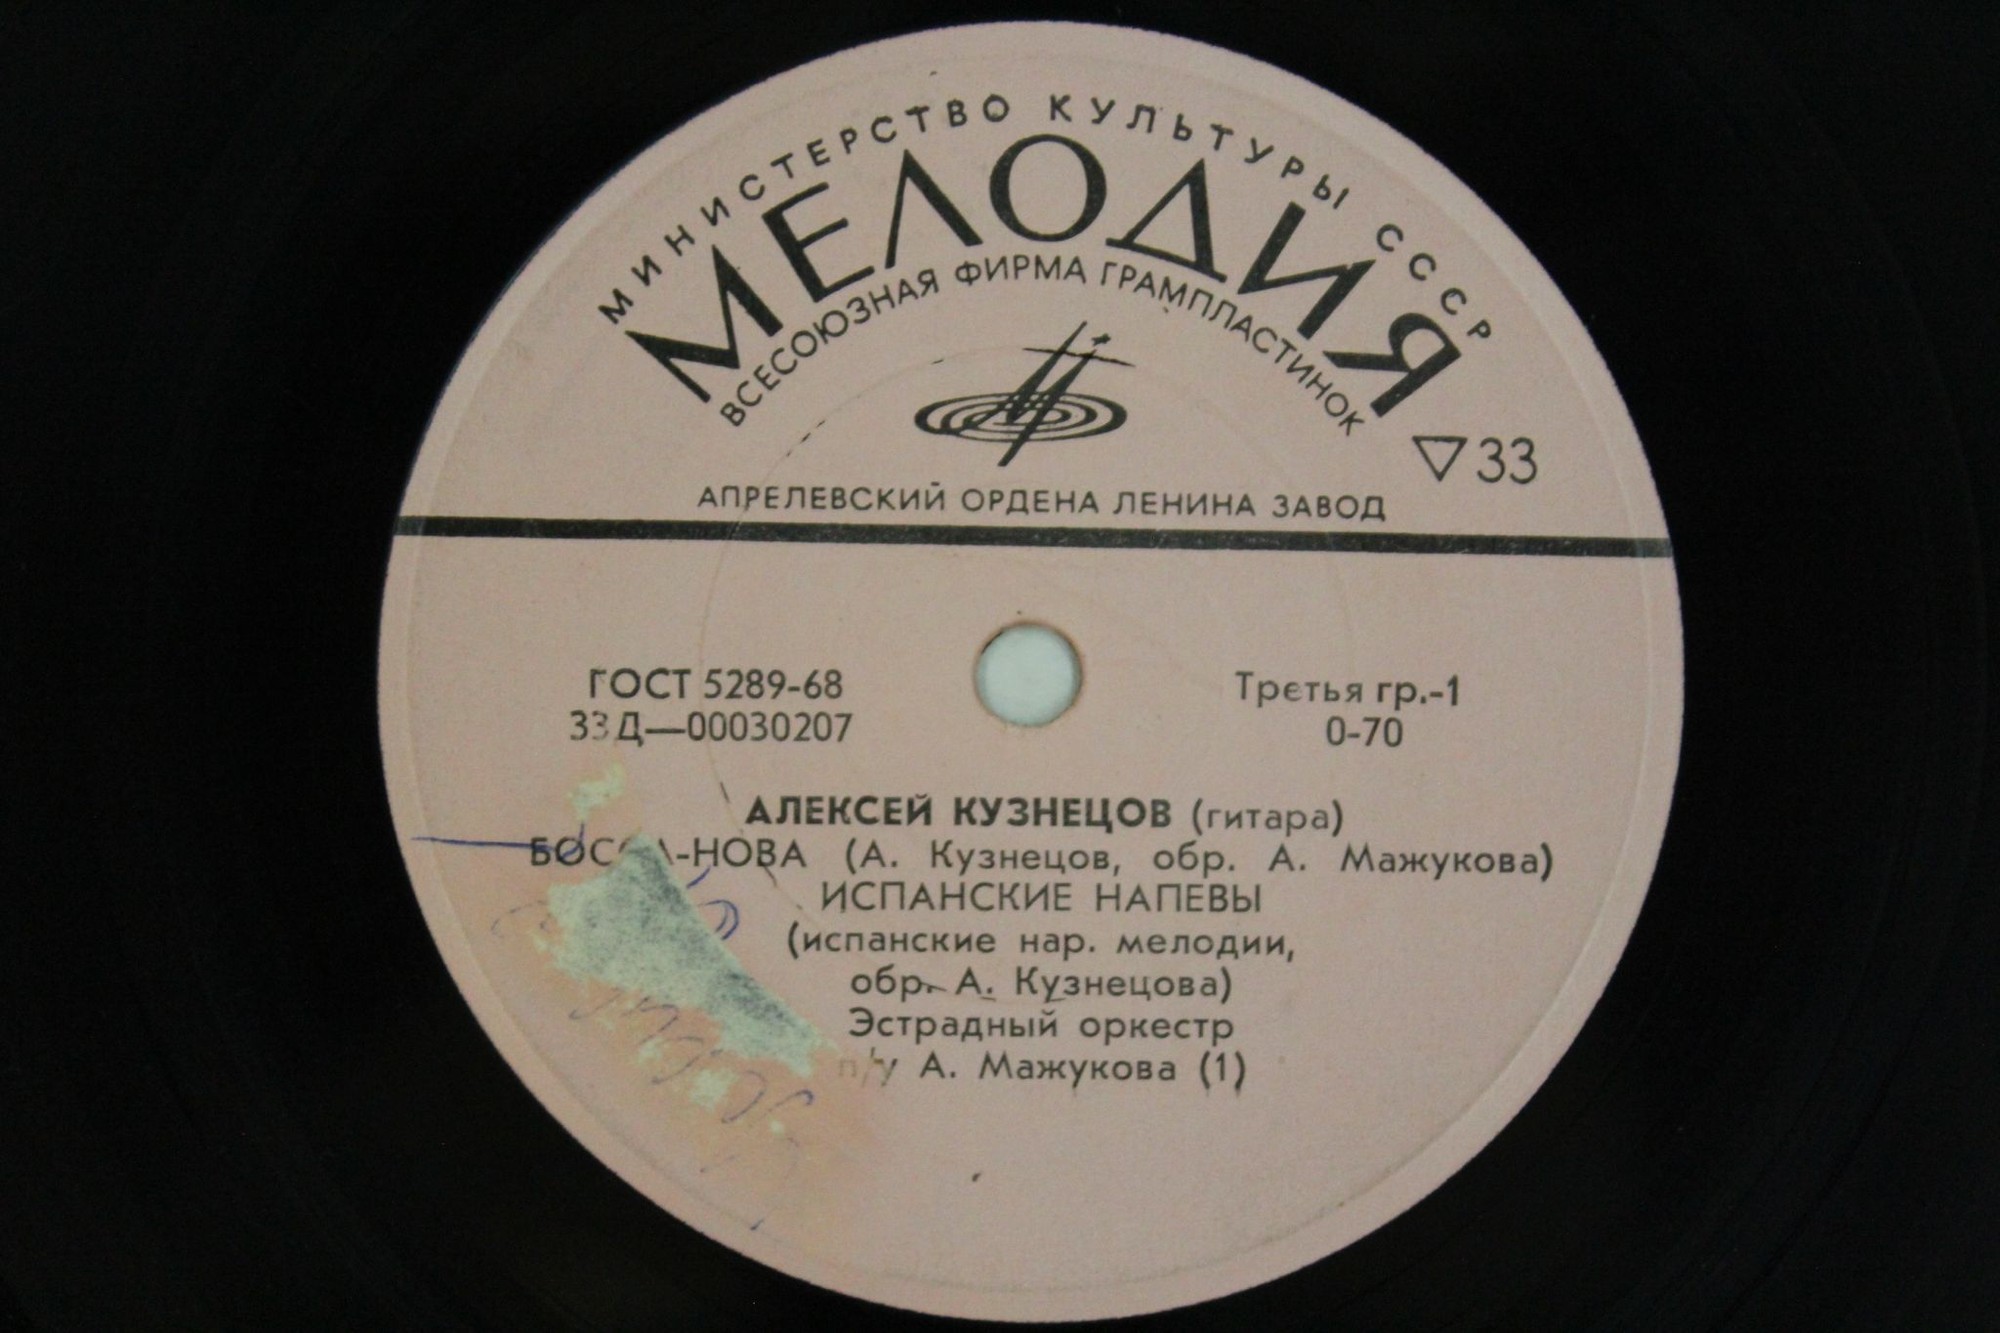 МИНИСТЕРСТВО КУЛЬТУРЫ СССР
МЕЛОДИЯ
ВСЕСОЮЗНАЯ ФИРМА ГРАМПЛАСТИНОК
▽33
АПРЕЛЕВСКИЙ ОРДЕНА ЛЕНИНА ЗАВОД
ГОСТ 5289-68
33Д—00030207
Третья гр.-1
0-70
АЛЕКСЕЙ КУЗНЕЦОВ (гитара)
БОССА-НОВА (А. Кузнецов, обр. А. Мажукова)
ИСПАНСКИЕ НАПЕВЫ
(испанские нар. мелодии,
обр. А. Кузнецова)
Эстрадный оркестр
п/у А. Мажукова (1)